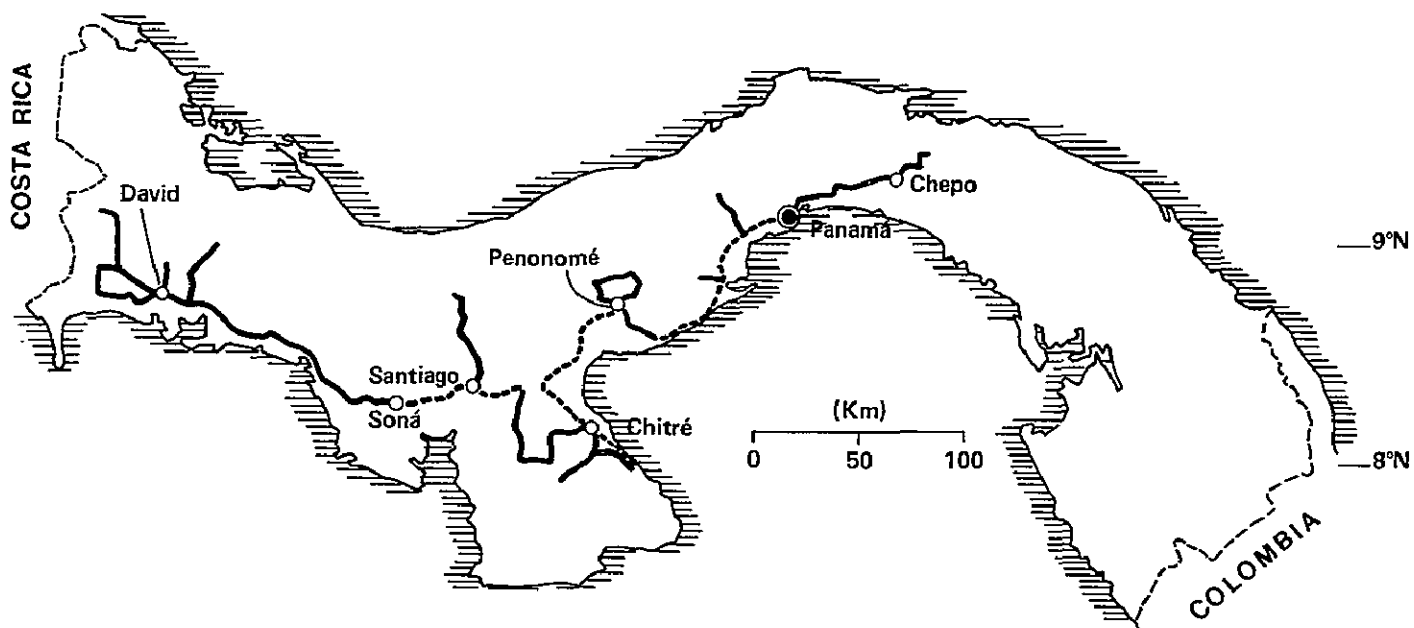 COSTA RICA
David
Chepo
Panamá
9°N
Penonomé
Santiago
Soná
Chitré
(Km)
0 50 100
8°N
COLOMBIA